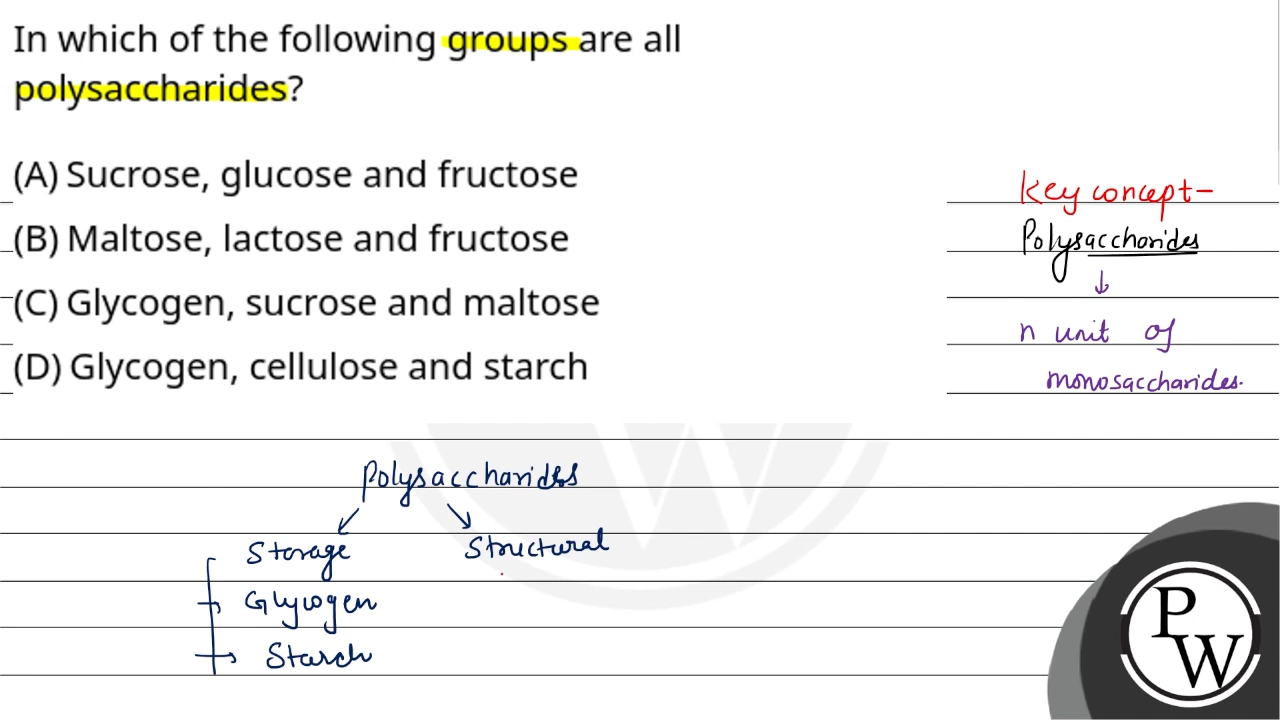 In which of the following groups are all
polysaccharides?
(A) Sucrose, glucose and fructose
(B) Maltose, lactose and fructose
(C) Glycogen, sucrose and maltose
(D) Glycogen, cellulose and starch
Key concept-
Polysaccharides
↓
n unit of
monosaccharides.
Polysaccharides
Storage Structural
Glycogen
Starch
PW